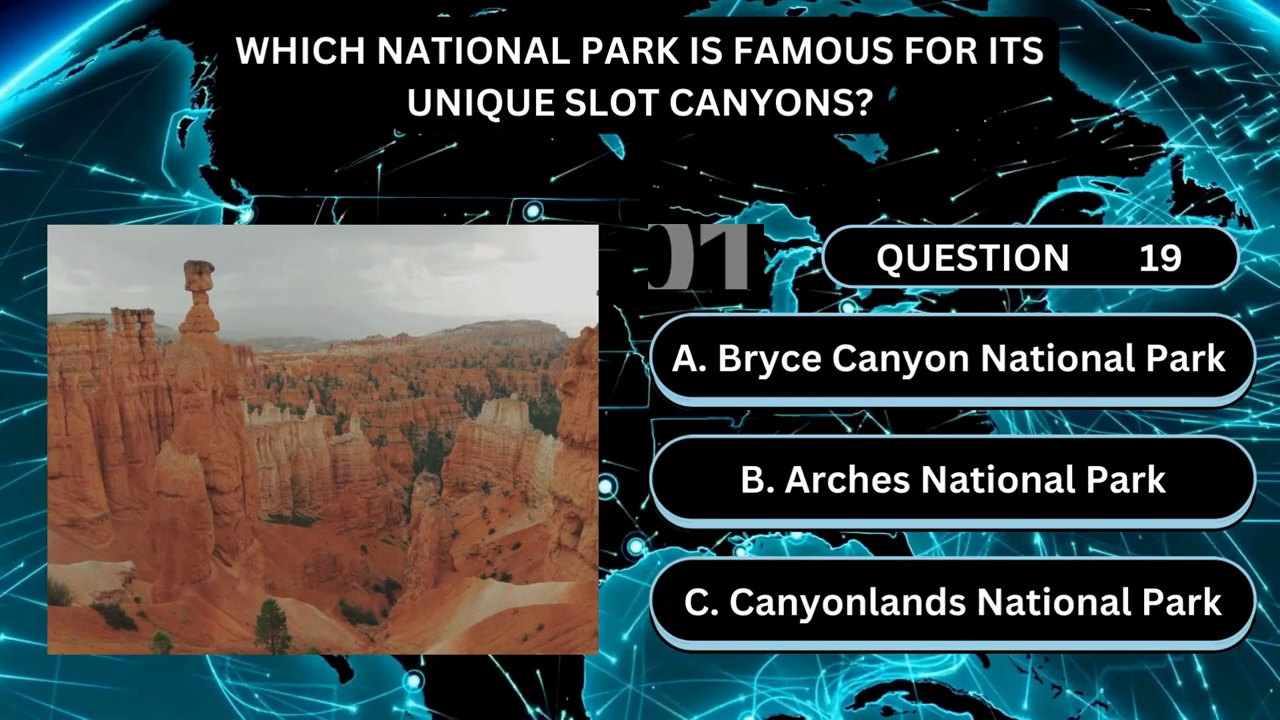 WHICH NATIONAL PARK IS FAMOUS FOR ITS
UNIQUE SLOT CANYONS?
01
QUESTION 19
A. Bryce Canyon National Park
B. Arches National Park
C. Canyonlands National Park